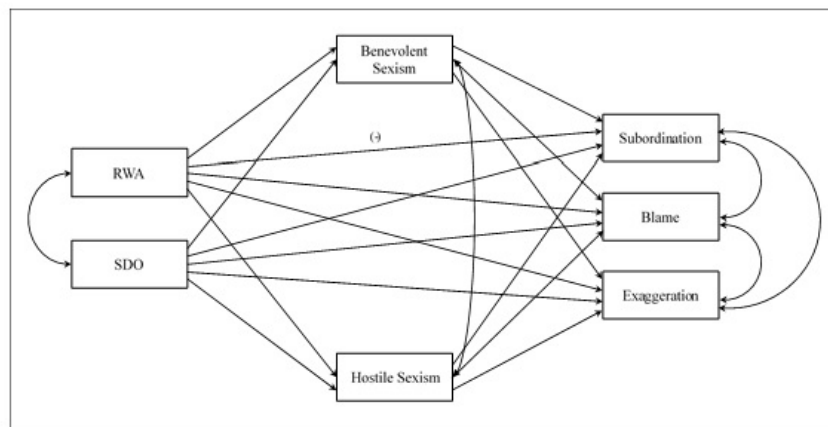 Benevolent
Sexism
(-)
Subordination
RWA
Blame
SDO
Exaggeration
Hostile Sexism